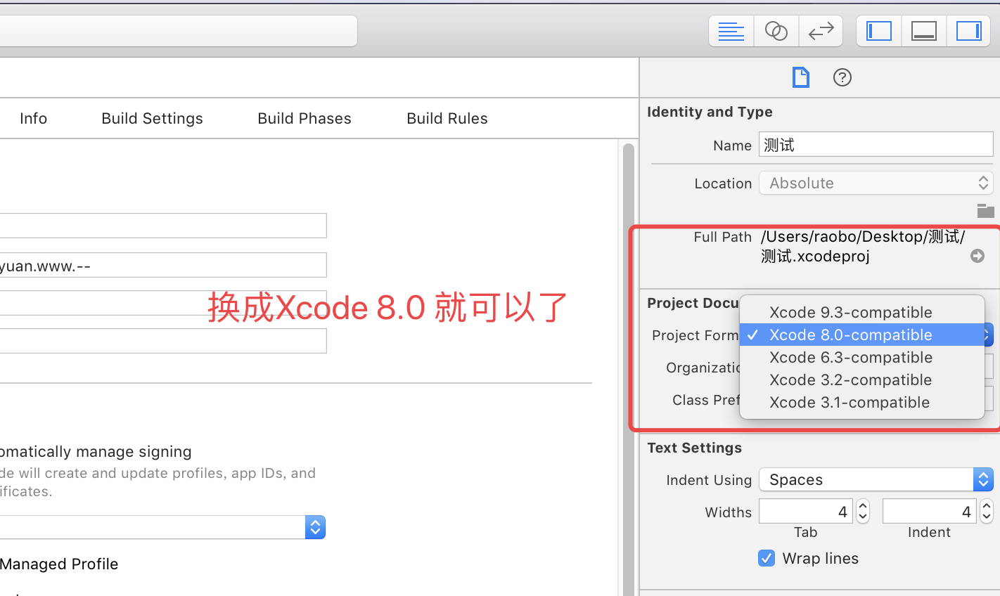 Info Build Settings Build Phases Build Rules
yuan.www.--
换成Xcode 8.0 就可以了
omatically manage signing
de will create and update profiles, app IDs, and
ificates.
Managed Profile
Identity and Type
Name 测试
Location Absolute
Full Path /Users/raobo/Desktop/测试/
测试.xcodeproj
Project Docu
Xcode 9.3-compatible
Project Form ✓ Xcode 8.0-compatible
Xcode 6.3-compatible
Organizatio
Xcode 3.2-compatible
Class Pref
Xcode 3.1-compatible
Text Settings
Indent Using Spaces
Widths 4 4
Tab Indent
Wrap lines